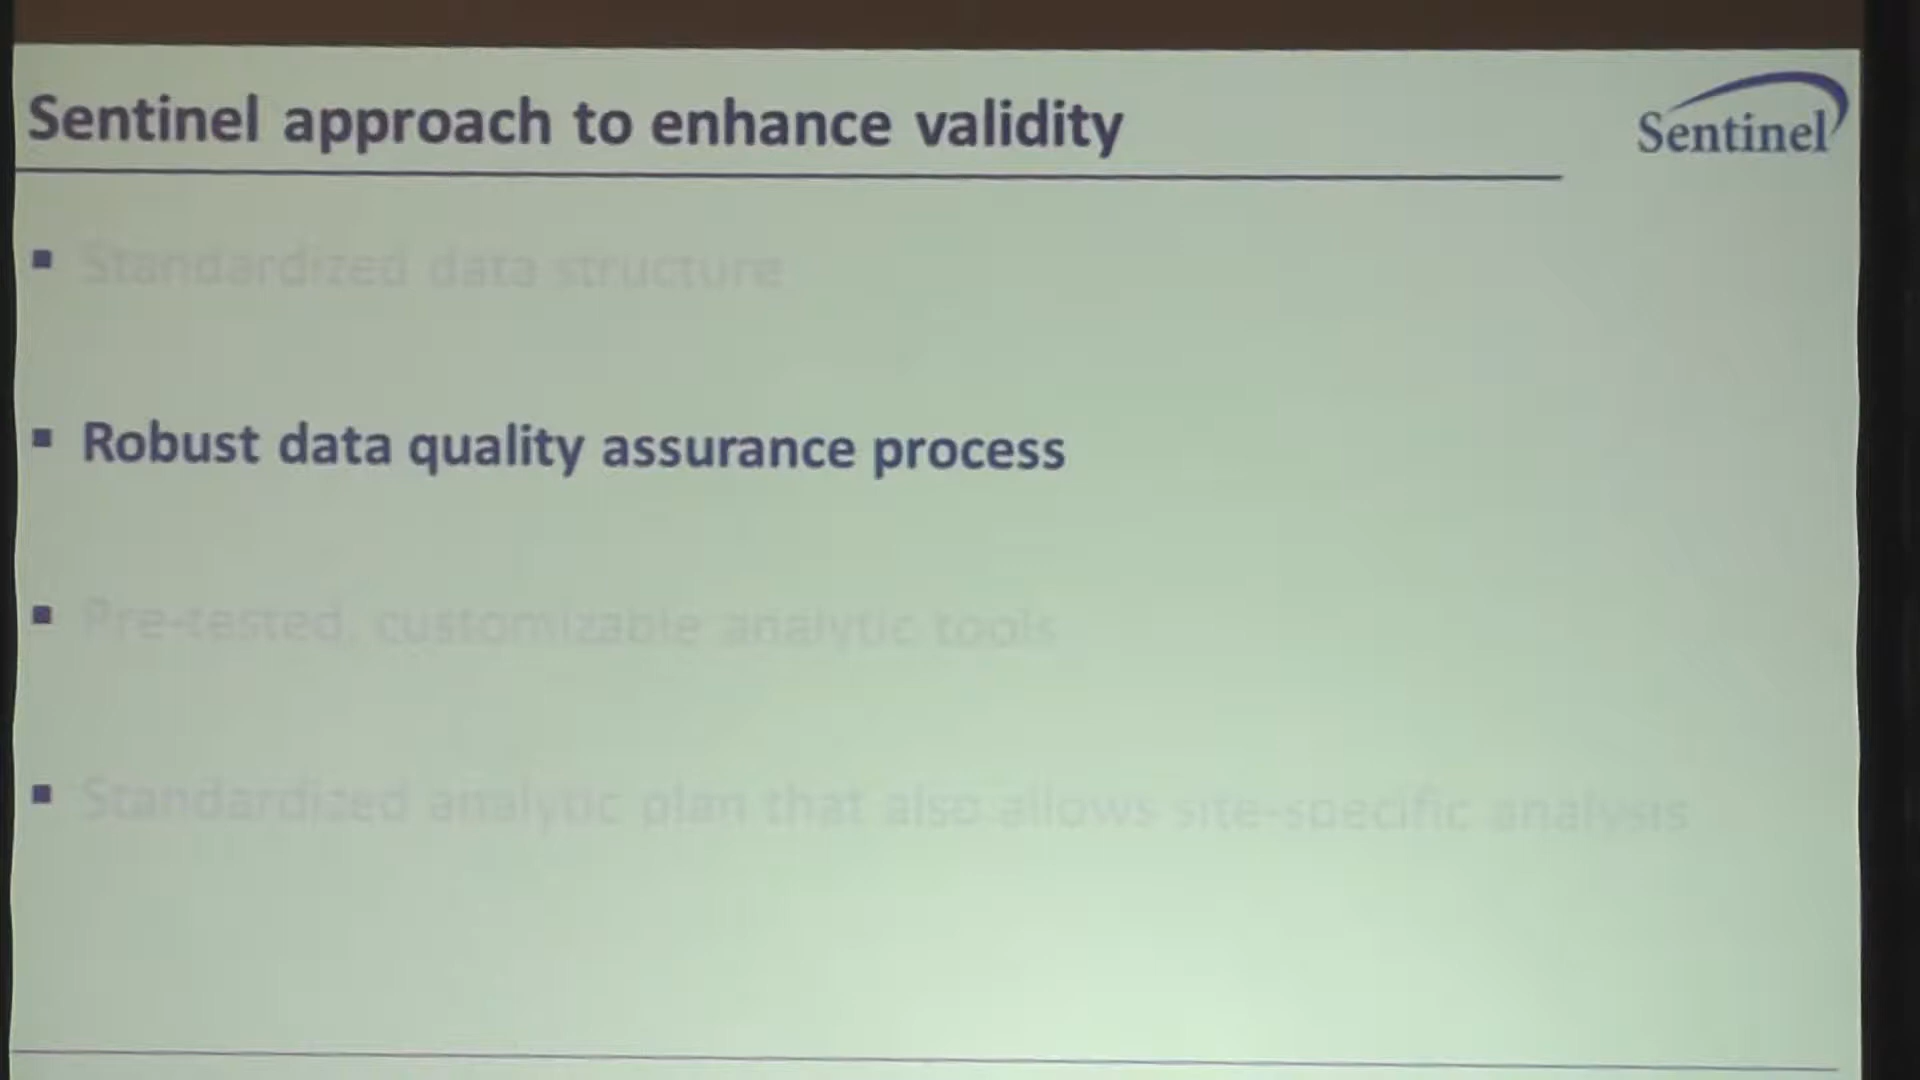 Sentinel approach to enhance validity
Sentinel
Standardized data structure
Robust data quality assurance process
Pre-tested, customizable analytic tools
Standardized analytic plan that also allows site-specific analysis